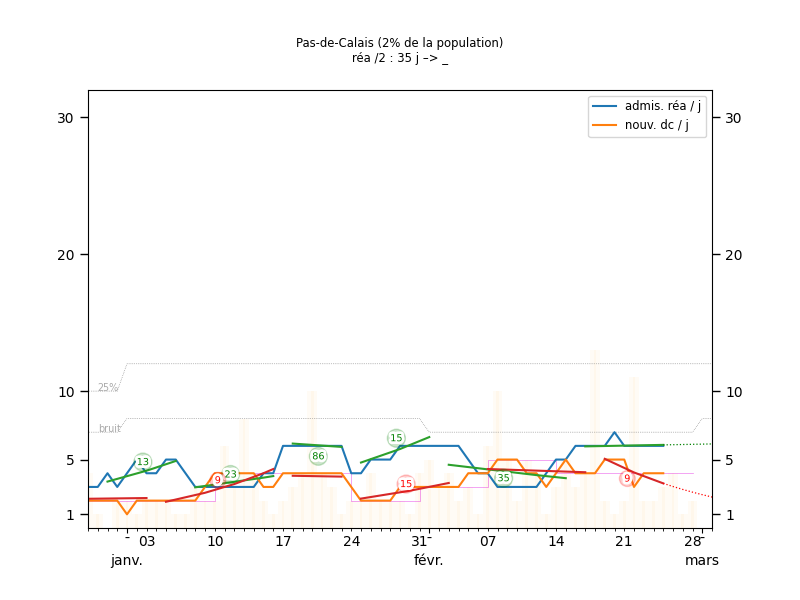 Pas-de-Calais (2% de la population)
réa /2 : 35 j –> _
admis. réa / j
nouv. dc / j
30 30
20 20
10 10
5 5
1 1
25%
bruit
13
9
23
86
15
15
35
9
03 10 17 24 31 07 14 21 28
janv. févr. mars